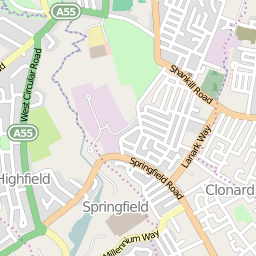 A55
West Circular Road
Shankill Road
A55
Lanark Way
Springfield Road
Highfield
Clonard
Springfield
Millennium Way